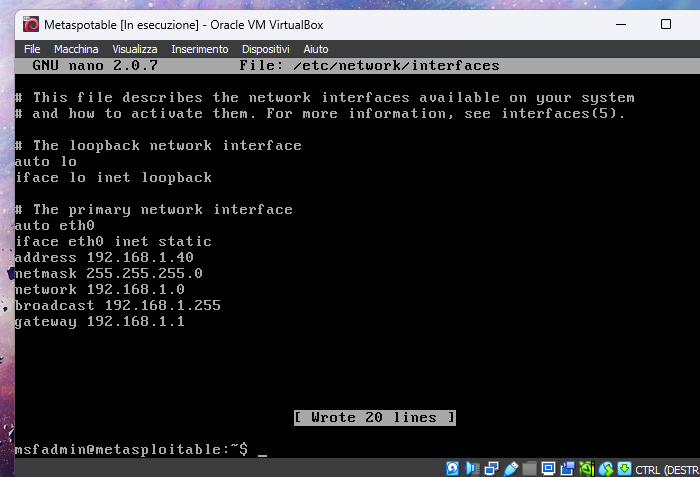 Metaspotable [In esecuzione] - Oracle VM VirtualBox
File Macchina Visualizza Inserimento Dispositivi Aiuto
GNU nano 2.0.7 File: /etc/network/interfaces
# This file describes the network interfaces available on your system
# and how to activate them. For more information, see interfaces(5).
# The loopback network interface
auto lo
iface lo inet loopback
# The primary network interface
auto eth0
iface eth0 inet static
address 192.168.1.40
netmask 255.255.255.0
network 192.168.1.0
broadcast 192.168.1.255
gateway 192.168.1.1
[ Wrote 20 lines ]
msfadmin@metasploitable:~$ _
CTRL (DESTR